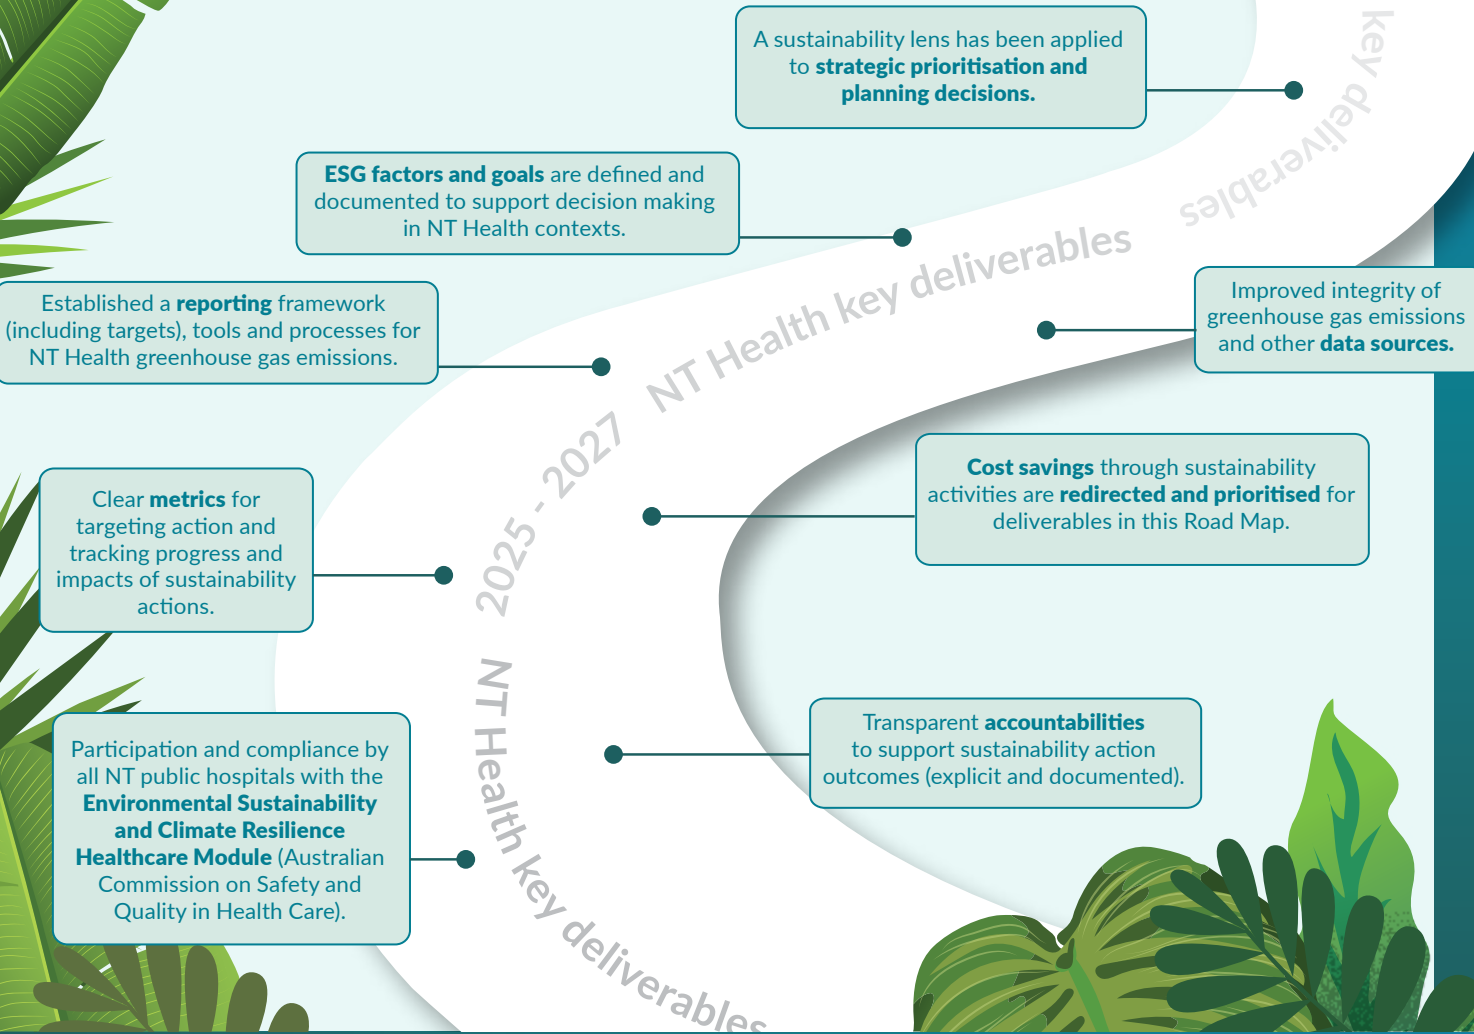 A sustainability lens has been applied
to strategic prioritisation and
planning decisions.
key deliverables
ESG factors and goals are defined and
documented to support decision making
in NT Health contexts.
NT Health key deliverables
Established a reporting framework
(including targets), tools and processes for
NT Health greenhouse gas emissions.
Improved integrity of
greenhouse gas emissions
and other data sources.
2025 - 2027
Cost savings through sustainability
activities are redirected and prioritised for
deliverables in this Road Map.
Clear metrics for
targeting action and
tracking progress and
impacts of sustainability
actions.
NT Health key deliverables
Transparent accountabilities
to support sustainability action
outcomes (explicit and documented).
Participation and compliance by
all NT public hospitals with the
Environmental Sustainability
and Climate Resilience
Healthcare Module (Australian
Commission on Safety and
Quality in Health Care).